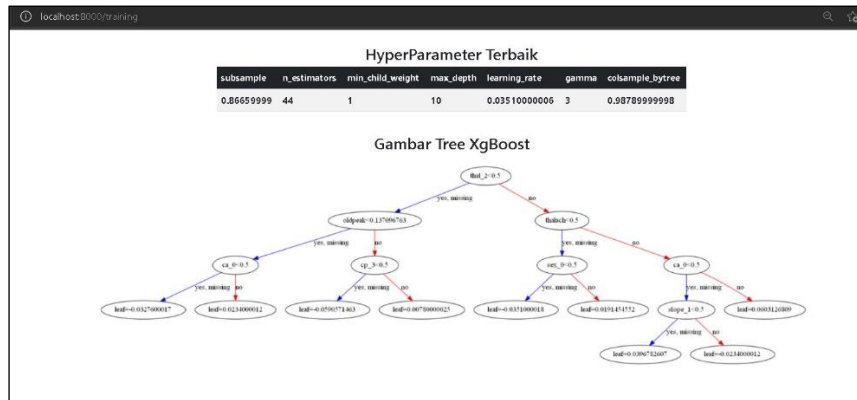 localhost:8000/training
HyperParameter Terbaik
subsample n_estimators min_child_weight max_depth learning_rate gamma colsample_bytree
0.86659999 44 1 10 0.03510000006 3 0.98789999998
Gambar Tree XgBoost
thal_2<0.5
yes, missing no
oldpeak<0.137096763 thalach<0.5
yes, missing no yes, missing no
ca_0<0.5 cp_3<0.5 sex_0<0.5 ca_0<0.5
yes, missing no yes, missing no yes, missing no yes, missing no
leaf=-0.0327600017 leaf=0.0234000012 leaf=-0.0590571463 leaf=0.00780000025 leaf=-0.0351000018 leaf=0.0191454552 slope_1<0.5 leaf=0.0603126809
yes, missing no
leaf=0.0396782607 leaf=-0.0234000012